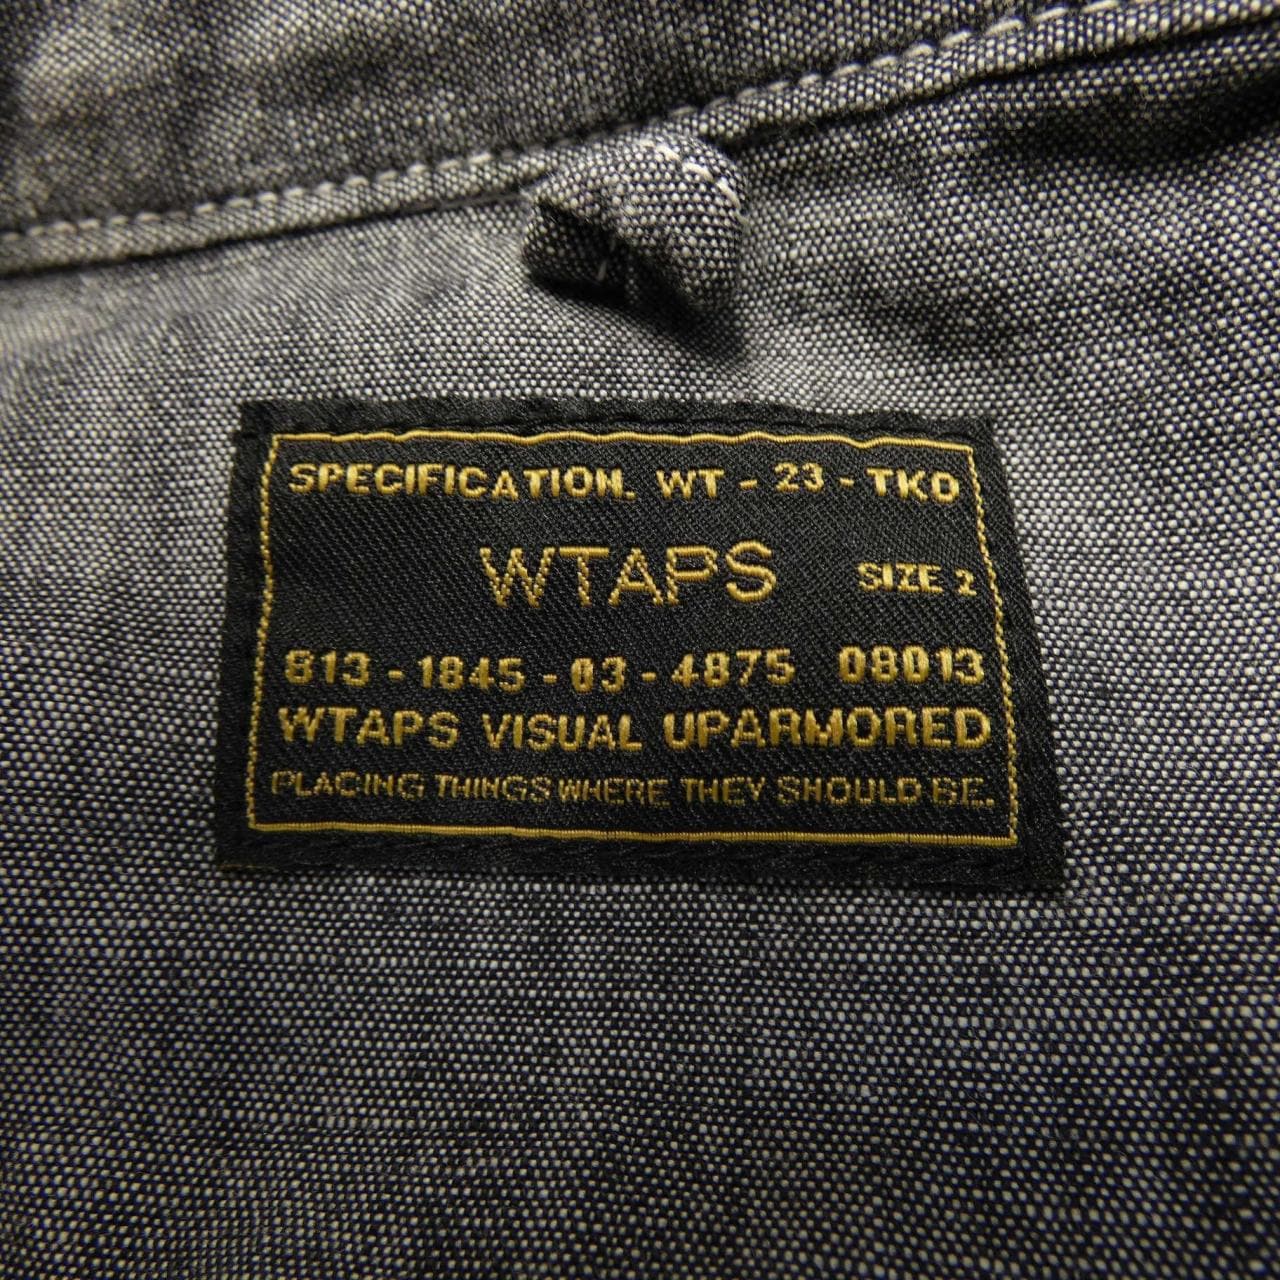 SPECIFICATION. WT - 23 - TKD
WTAPS SIZE 2
813 - 1845 - 03 - 4875 08013
WTAPS VISUAL UPARMORED
PLACING THINGS WHERE THEY SHOULD BE.